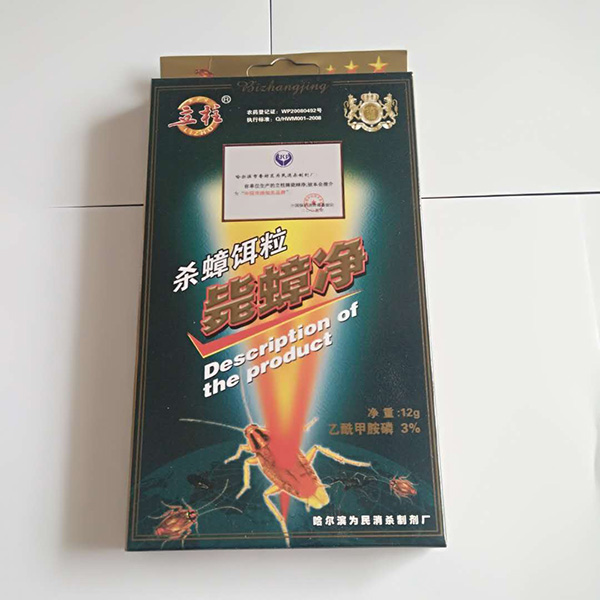 Bizhangjing
立柱®
农药登记证：WP20080492号
执行标准：Q/HWM001-2008
杀蟑饵粒
毙蟑净
Description of
the product
净重:12g
乙酰甲胺磷 3%
哈尔滨为民消杀制剂厂